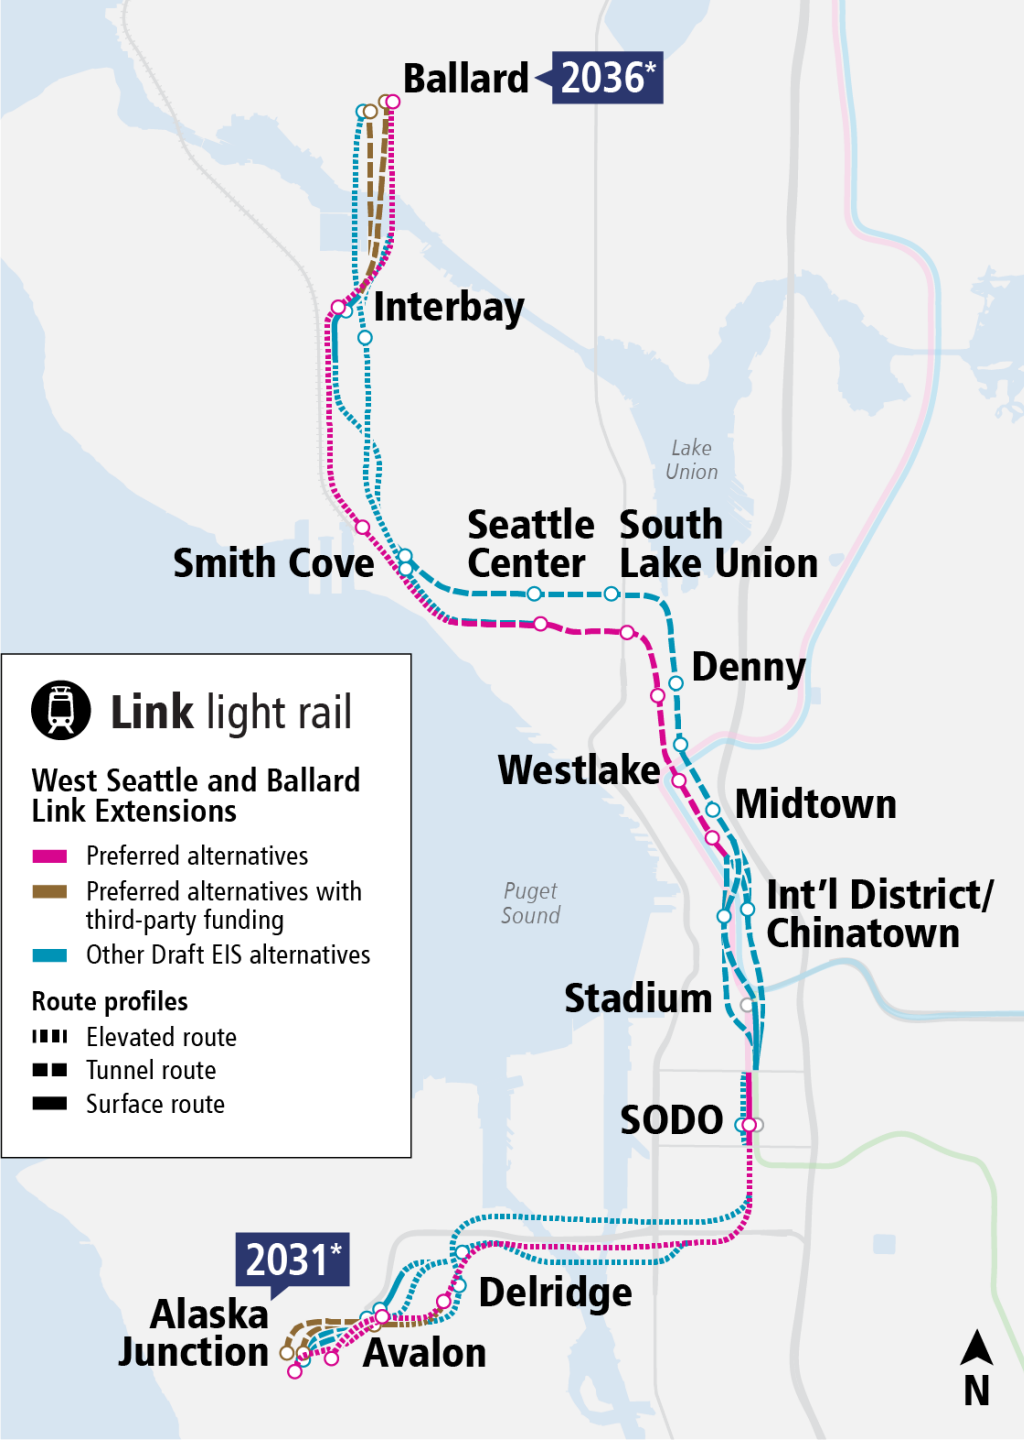 Ballard
2036*
Interbay
Lake
Union
Seattle
Center
South
Lake Union
Smith Cove
Denny
Westlake
Midtown
Puget
Sound
Int'l District/
Chinatown
Stadium
SODO
2031*
Alaska
Junction
Delridge
Avalon
N
Link light rail
West Seattle and Ballard
Link Extensions
Preferred alternatives
Preferred alternatives with
third-party funding
Other Draft EIS alternatives
Route profiles
Elevated route
Tunnel route
Surface route